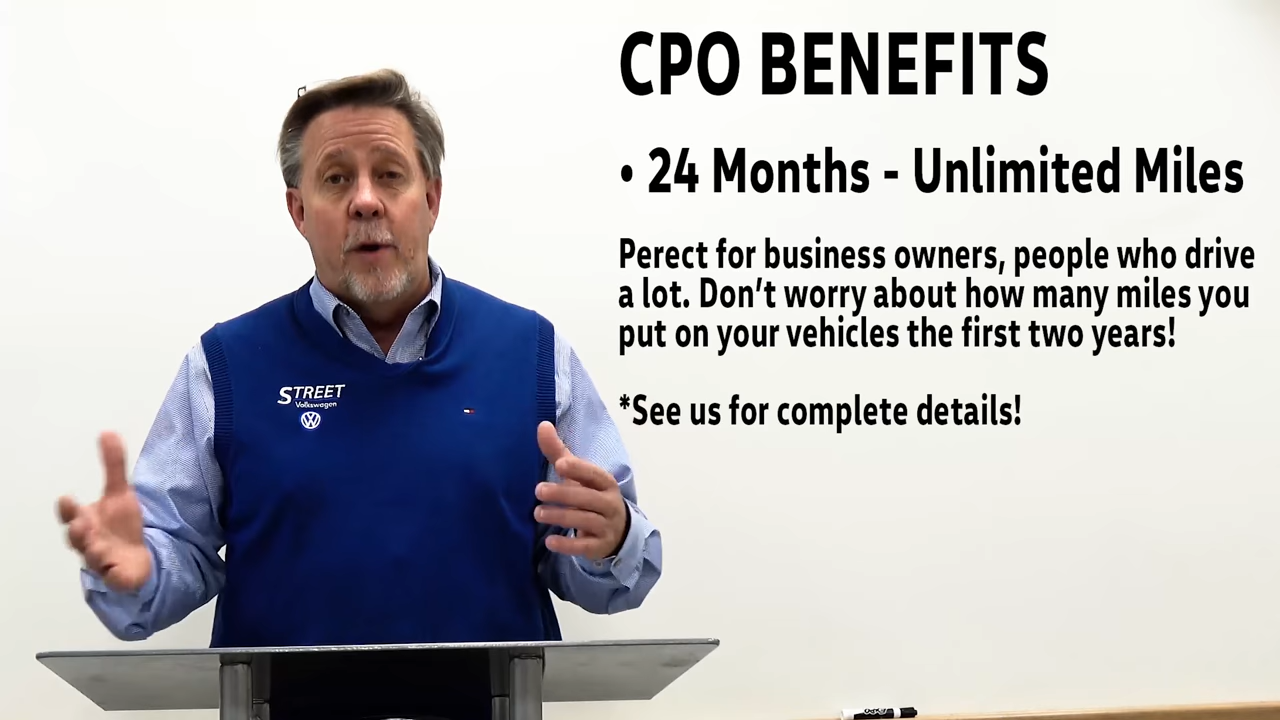 CPO BENEFITS
• 24 Months - Unlimited Miles
Perect for business owners, people who drive
a lot. Don't worry about how many miles you
put on your vehicles the first two years!
*See us for complete details!
STREET
Volkswagen